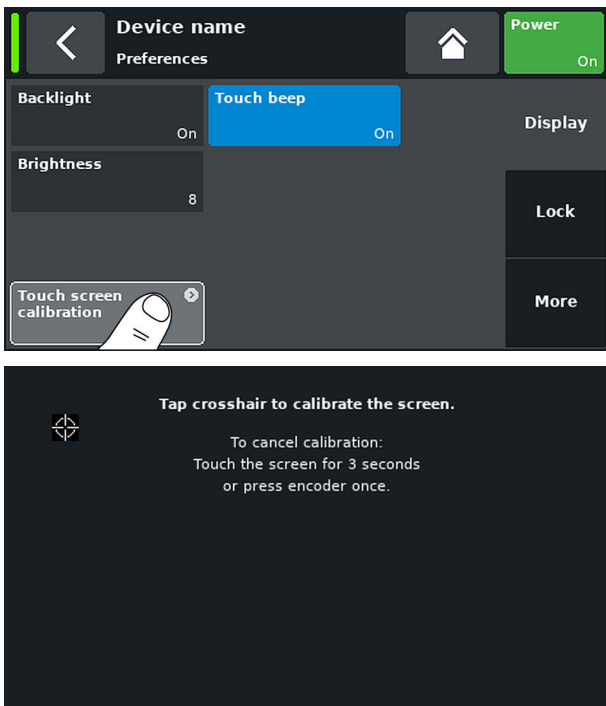 Device name
Preferences
Power
On
Backlight
On
Touch beep
On
Display
Brightness
8
Lock
Touch screen
calibration
More
Tap crosshair to calibrate the screen.
To cancel calibration:
Touch the screen for 3 seconds
or press encoder once.